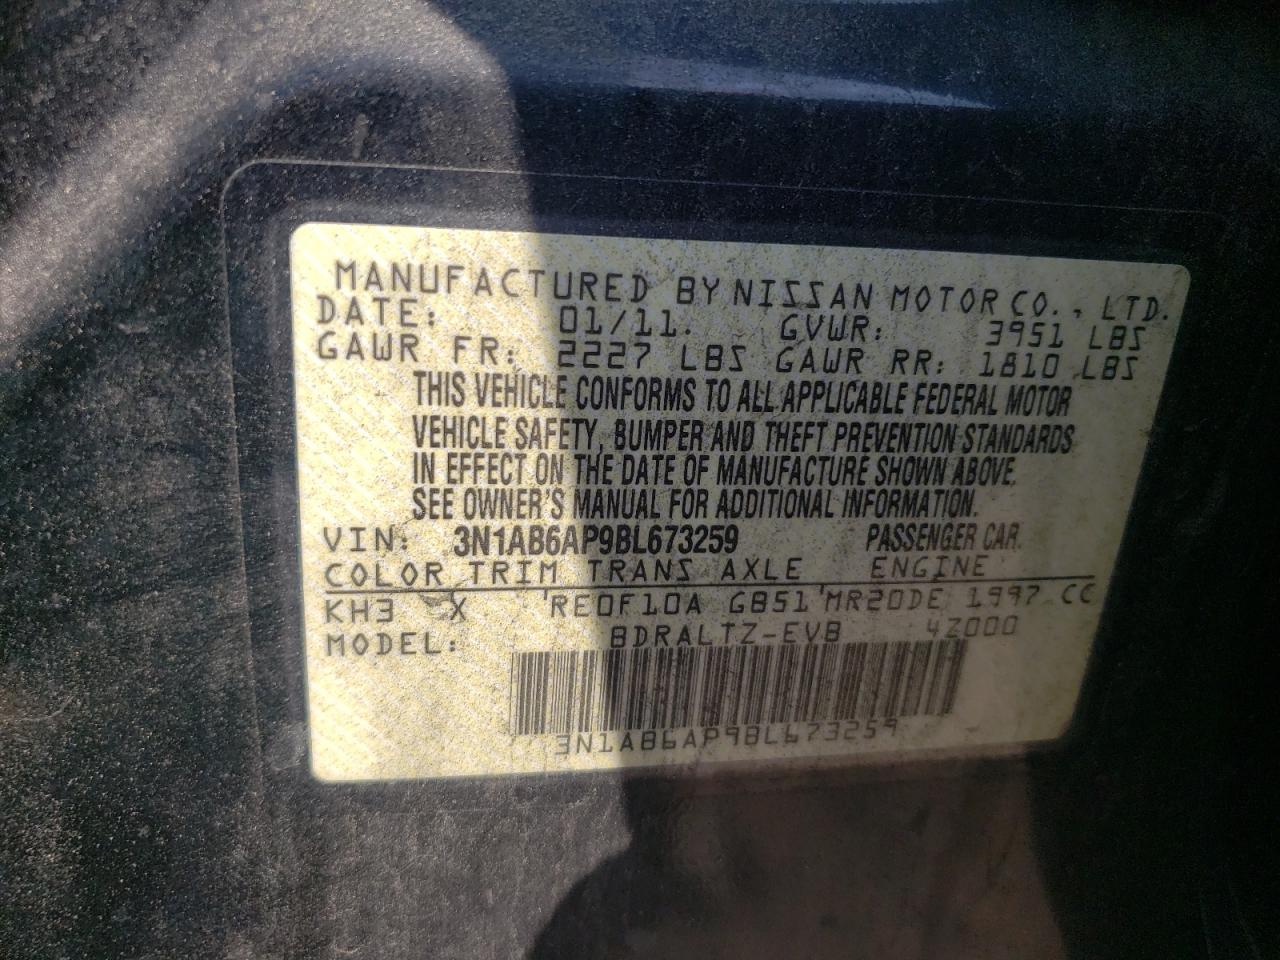 MANUFACTURED BY NISSAN MOTOR CO., LTD.
DATE: 01/11. GVWR: 3951 LBS
GAWR FR: 2227 LBS GAWR RR: 1810 LBS
THIS VEHICLE CONFORMS TO ALL APPLICABLE FEDERAL MOTOR
VEHICLE SAFETY, BUMPER AND THEFT PREVENTION STANDARDS
IN EFFECT ON THE DATE OF MANUFACTURE SHOWN ABOVE.
SEE OWNER'S MANUAL FOR ADDITIONAL INFORMATION.
VIN: 3N1AB6AP9BL673259 PASSENGER CAR.
COLOR TRIM TRANS AXLE ENGINE
KH3 X RE0F10A GB51 MR20DE 1997 CC
MODEL: BDRALTZ-EVB 4Z000
3N1AB6AP9BL673259